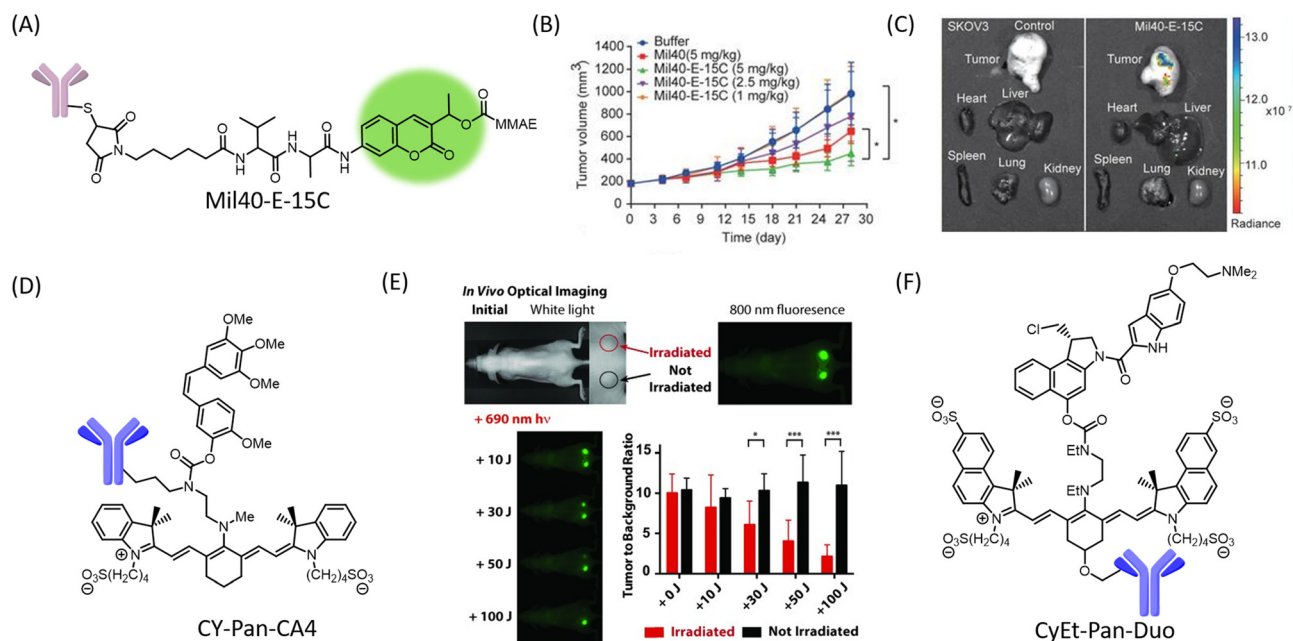 (A)
S
O
N
O
O
H
N
O
N
H
O
H
N
O
O
O
O
MMAE
Mil40-E-15C
(B)
Tumor volume (mm3)
1400
1200
1000
800
600
400
200
Buffer
Mil40(5 mg/kg)
Mil40-E-15C (5 mg/kg)
Mil40-E-15C (2.5 mg/kg)
Mil40-E-15C (1 mg/kg)
*
*
0 3 6 9 12 15 18 21 25 27 30
Time (day)
(C)
SKOV3 Control
Tumor
Heart
Liver
Spleen
Lung
Kidney
Mil40-E-15C
Tumor
Heart
Liver
Spleen
Lung
Kidney
13.0
12.0
x10 7
11.0
Radiance
(D)
OMe
MeO
OMe
OMe
O
O
N
N Me
N
⊕
N
O3S(H2C)4
⊖
(CH2)4SO3
⊖
CY-Pan-CA4
(E)
In Vivo Optical Imaging
Initial White light
800 nm fluoresence
Irradiated
Not
Irradiated
+ 690 nm hν
+ 10 J
+ 30 J
+ 50 J
+ 100 J
Tumor to Background Ratio
15
10
5
0
*
***
***
+0 J
+10 J
+30 J
+50 J
+100 J
Irradiated Not Irradiated
(F)
O
NMe2
Cl
N
NH
O
O
O
EtN
EtN
⊖
SO3
⊖
SO3
N
⊕
N
O3S(H2C)4
⊖
(CH2)4SO3
⊖
O
CyEt-Pan-Duo